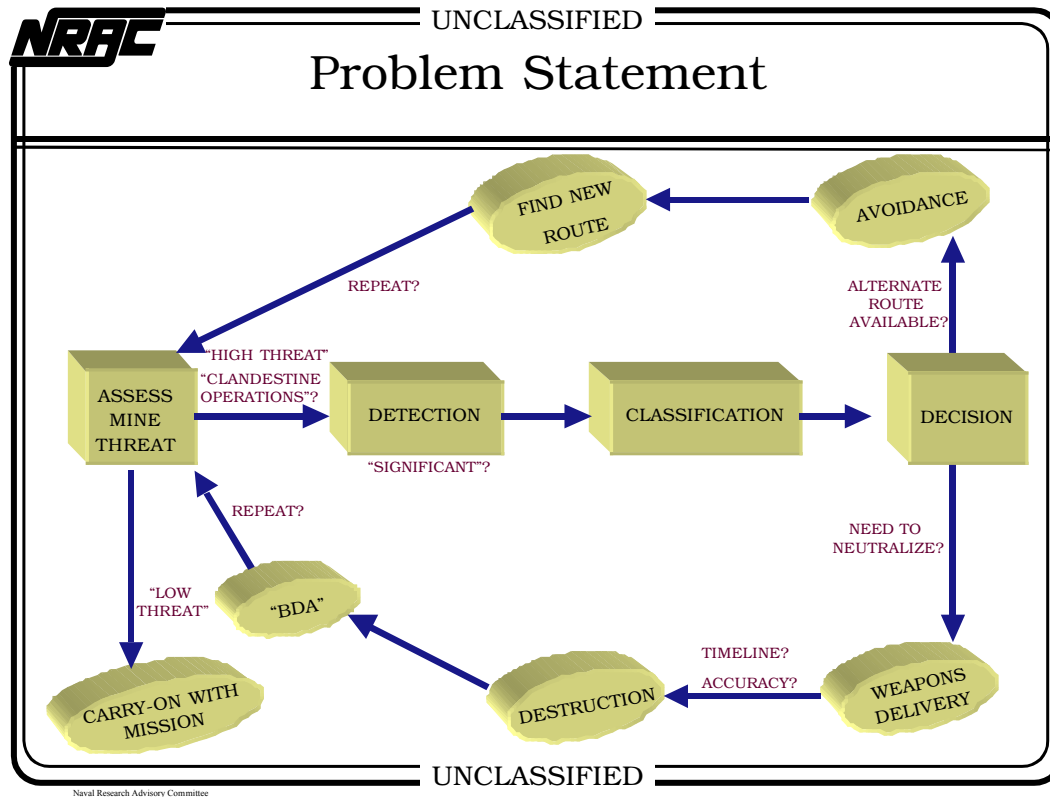 UNCLASSIFIED
NRAC
Problem Statement
FIND NEW
ROUTE
AVOIDANCE
REPEAT?
ALTERNATE
ROUTE
AVAILABLE?
“HIGH THREAT”
“CLANDESTINE
OPERATIONS”?
ASSESS
MINE
THREAT
DETECTION
CLASSIFICATION
DECISION
“SIGNIFICANT”?
REPEAT?
NEED TO
NEUTRALIZE?
“LOW
THREAT”
“BDA”
TIMELINE?
ACCURACY?
CARRY-ON WITH
MISSION
DESTRUCTION
WEAPONS
DELIVERY
UNCLASSIFIED
Naval Research Advisory Committee